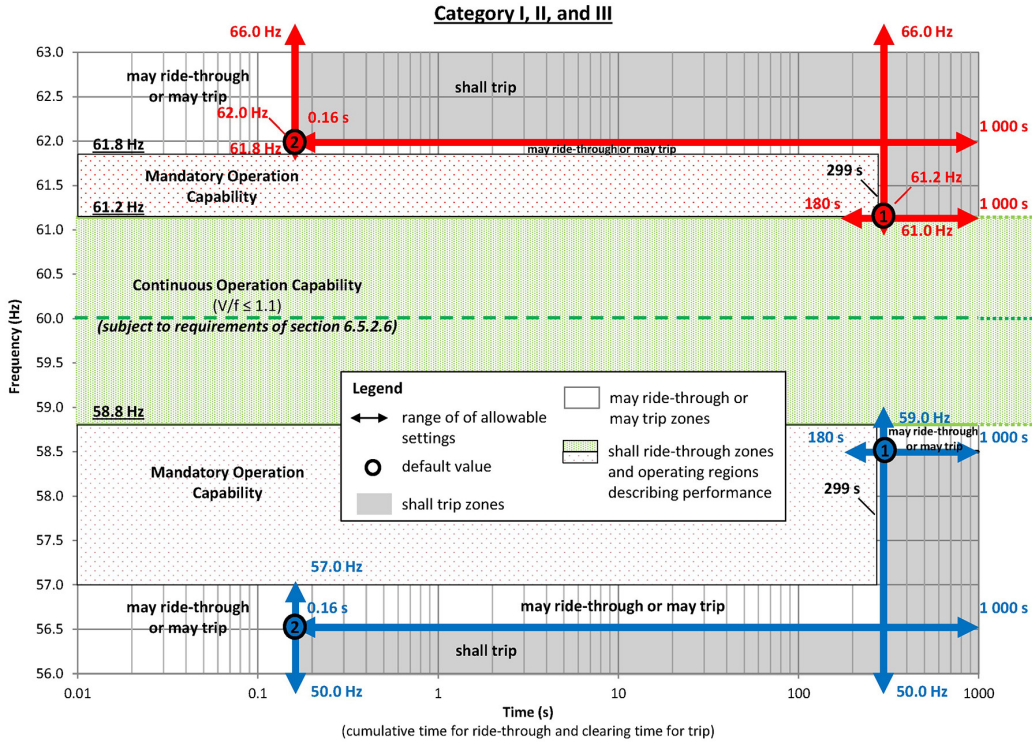 Category I, II, and III
66.0 Hz
66.0 Hz
63.0
may ride-through
or may trip
shall trip
62.5
62.0 Hz
0.16 s
1 000 s
62.0
2
61.8 Hz
61.8 Hz
may ride-through or may trip
Mandatory Operation
Capability
299 s
61.2 Hz
61.5
61.2 Hz
180 s
1
1 000 s
61.0 Hz
61.0
60.5
Continuous Operation Capability
(V/f ≤ 1.1)
(subject to requirements of section 6.5.2.6)
60.0
Frequency (Hz)
59.5
59.0
58.8 Hz
Legend
range of of allowable
settings
default value
shall trip zones
may ride-through or
may trip zones
shall ride-through zones
and operating regions
describing performance
59.0 Hz
may ride-through
or may trip
180 s
1
1 000 s
58.5
Mandatory Operation
Capability
299 s
58.0
57.5
57.0
57.0 Hz
may ride-through
or may trip
0.16 s
may ride-through or may trip
1 000 s
56.5
2
shall trip
56.0
50.0 Hz
50.0 Hz
0.01
0.1
1
10
100
1000
Time (s)
(cumulative time for ride-through and clearing time for trip)